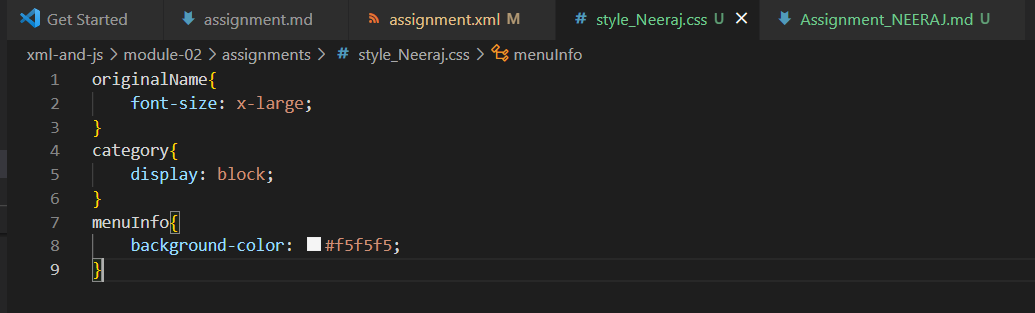 Get Started assignment.md assignment.xml M # style_Neeraj.css U × Assignment_NEERAJ.md U
xml-and-js > module-02 > assignments > # style_Neeraj.css > menuInfo
1 originalName{
2 font-size: x-large;
3 }
4 category{
5 display: block;
6 }
7 menuInfo{
8 background-color: #f5f5f5;
9 }